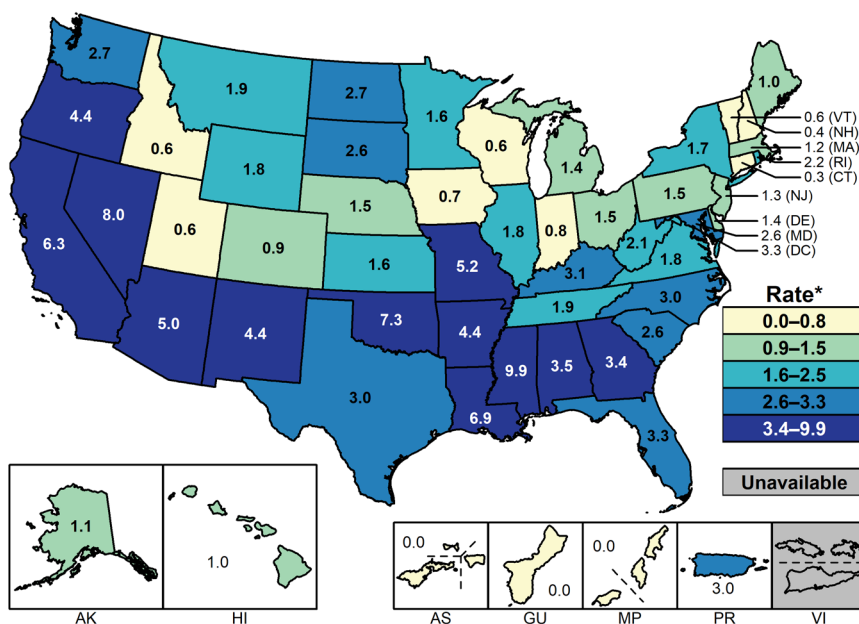 2.7
1.9
2.7
1.6
1.0
4.4
0.6
2.6
0.6
1.7
0.6 (VT)
0.4 (NH)
1.2 (MA)
2.2 (RI)
0.3 (CT)
1.8
1.4
8.0
0.6
1.5
0.7
1.5
1.5
1.3 (NJ)
1.4 (DE)
2.6 (MD)
3.3 (DC)
6.3
0.9
1.6
1.8
0.8
2.1
1.8
5.2
3.1
3.0
5.0
4.4
7.3
4.4
1.9
2.6
3.0
9.9
3.5
3.4
6.9
3.3
Rate*
0.0–0.8
0.9–1.5
1.6–2.5
2.6–3.3
3.4–9.9
Unavailable
1.1
1.0
AK
HI
0.0
0.0
0.0
3.0
AS
GU
MP
PR
VI